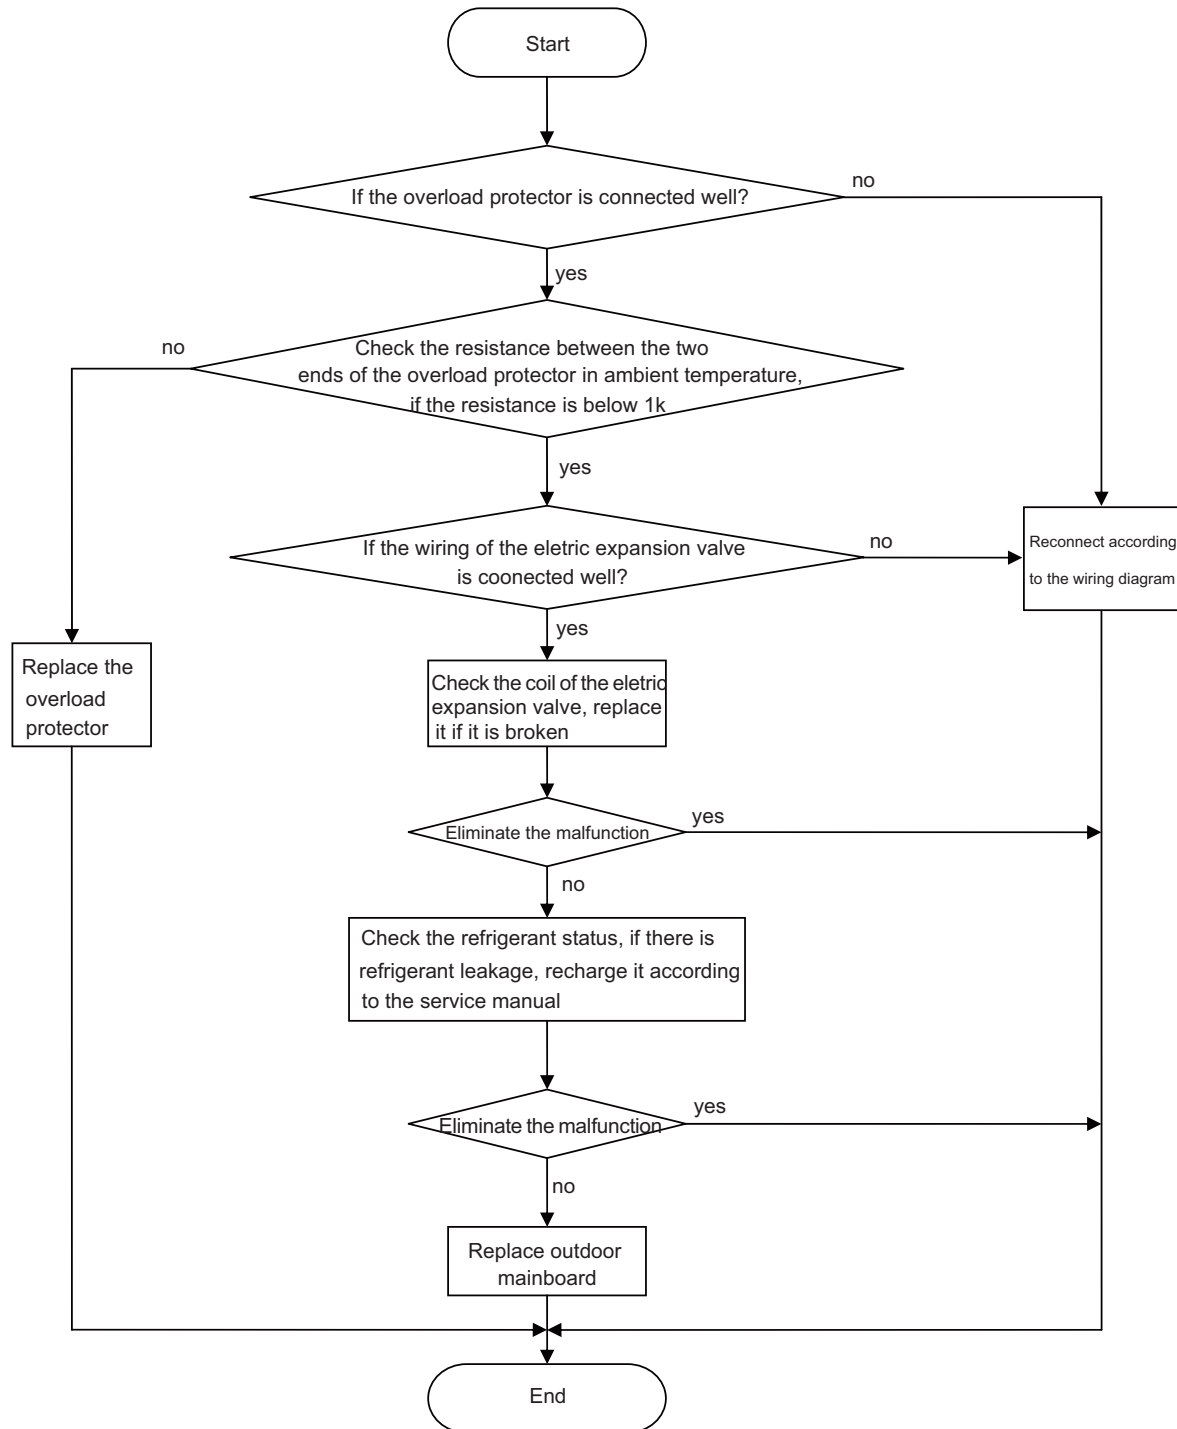 Start
If the overload protector is connected well?
no
yes
no
Check the resistance between the two
ends of the overload protector in ambient temperature,
if the resistance is below 1k
yes
If the wiring of the eletric expansion valve
is coonected well?
no
Reconnect according
to the wiring diagram
yes
Replace the
overload
protector
Check the coil of the eletric
expansion valve, replace
it if it is broken
Eliminate the malfunction
yes
no
Check the refrigerant status, if there is
refrigerant leakage, recharge it according
to the service manual
Eliminate the malfunction
yes
no
Replace outdoor
mainboard
End